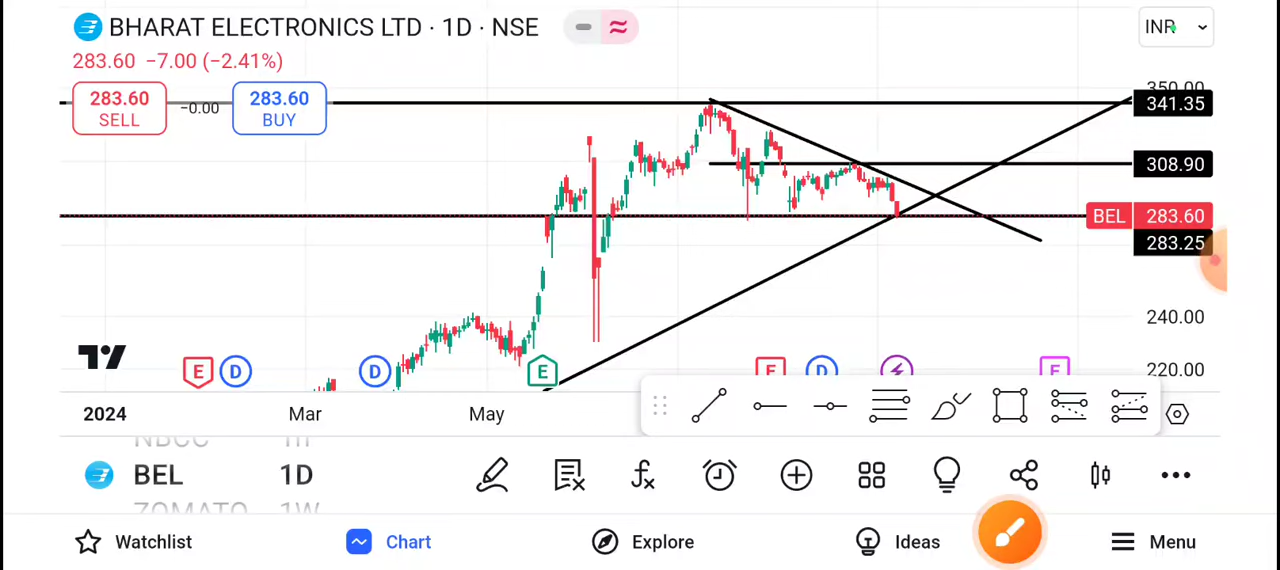 BHARAT ELECTRONICS LTD · 1D · NSE
INR
283.60 −7.00 (−2.41%)
283.60
SELL
−0.00
283.60
BUY
350.00
341.35
308.90
BEL 283.60
283.25
240.00
220.00
E D D E E D E
2024 Mar May
NBCC 1H
BEL 1D
ZOMATO 1W
Watchlist Chart Explore Ideas Menu